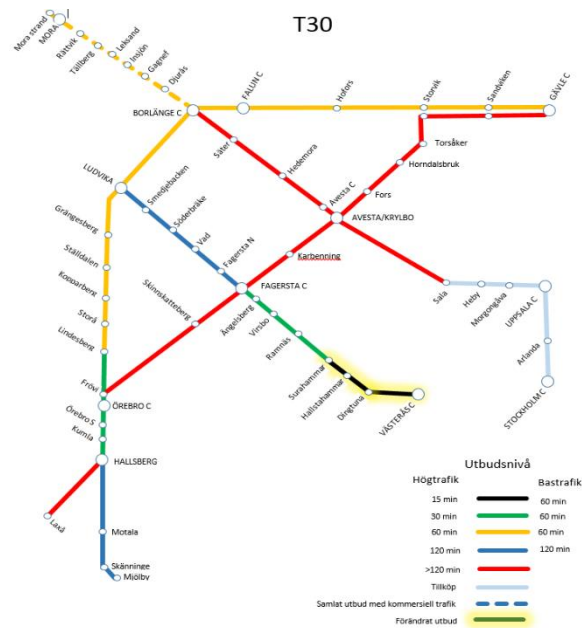 T30
Mora strand
MORA
Rättvik
Tällberg
Leksand
Insjön
Gagnef
Djurås
BORLÄNGE C
FALUN C
Hofors
Storvik
Sandviken
GÄVLE C
Torsåker
Horndalsbruk
Fors
Avesta C
AVESTA/KRYLBO
Säter
Hedemora
LUDVIKA
Smedjebacken
Söderbärke
Vad
Fagersta N
Karbenning
FAGERSTA C
Grängesberg
Ställdalen
Kopparberg
Storå
Lindesberg
Skinnskatteberg
Ängelsberg
Virsbo
Ramnäs
Surahammar
Hallstahammar
Dingtuna
VÄSTERÅS C
Sala
Heby
Morgongåva
UPPSALA C
Arlanda
STOCKHOLM C
Frövi
ÖREBRO C
Örebro S
Kumla
HALLSBERG
Laxå
Motala
Skänninge
Mjölby
Utbudsnivå
Högtrafik Bastrafik
15 min 60 min
30 min 60 min
60 min 60 min
120 min 120 min
>120 min
Tillköp
Samlat utbud med kommersiell trafik
Förändrat utbud